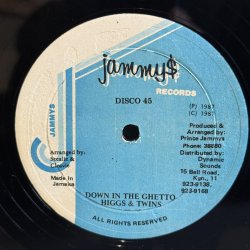 jammy$
RECORDS
JAMMYS
DISCO 45
(P) 1987
(C) 1987
Produced &
Arranged by:
Prince Jammys
Phone: 36850
Distributed by:
Dynamic
Sounds
15 Bell Road,
Kgn., 11
923-9138
923-9168
Arranged by:
Steelie &
Clevie
Made in
Jamaica
DOWN IN THE GHETTO
HIGGS & TWINS
ALL RIGHTS RESERVED